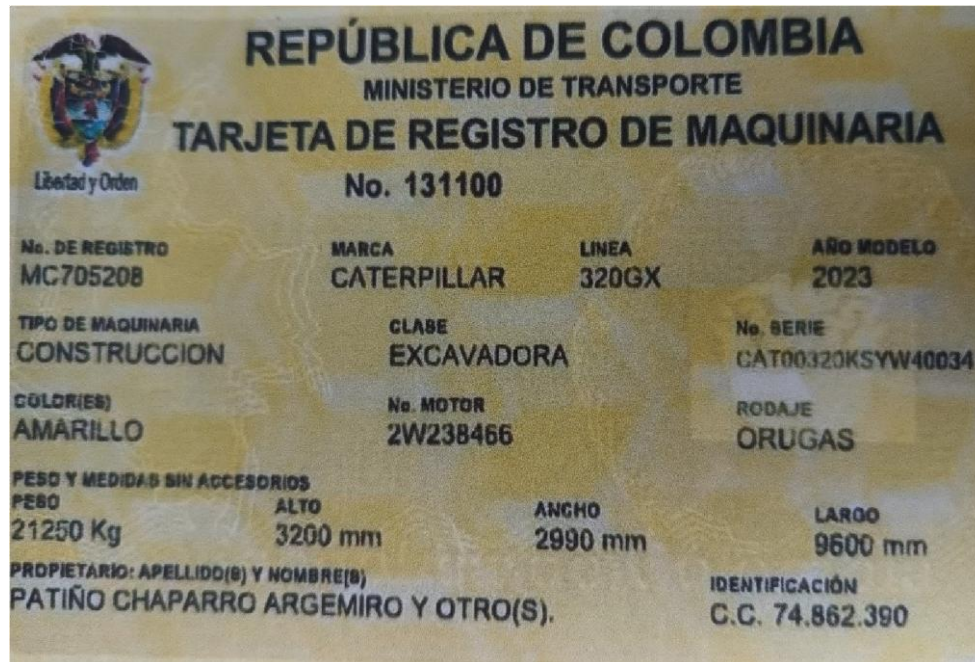 REPÚBLICA DE COLOMBIA
MINISTERIO DE TRANSPORTE
TARJETA DE REGISTRO DE MAQUINARIA
Libertad y Orden
No. 131100
No. DE REGISTRO MARCA LINEA AÑO MODELO
MC705208 CATERPILLAR 320GX 2023
TIPO DE MAQUINARIA CLASE No. SERIE
CONSTRUCCION EXCAVADORA CAT00320KSYW40034
COLOR(ES) No. MOTOR RODAJE
AMARILLO 2W238466 ORUGAS
PESO Y MEDIDAS SIN ACCESORIOS
PESO ALTO ANCHO LARGO
21250 Kg 3200 mm 2990 mm 9600 mm
PROPIETARIO: APELLIDO(S) Y NOMBRE(S) IDENTIFICACIÓN
PATIÑO CHAPARRO ARGEMIRO Y OTRO(S). C.C. 74.862.390